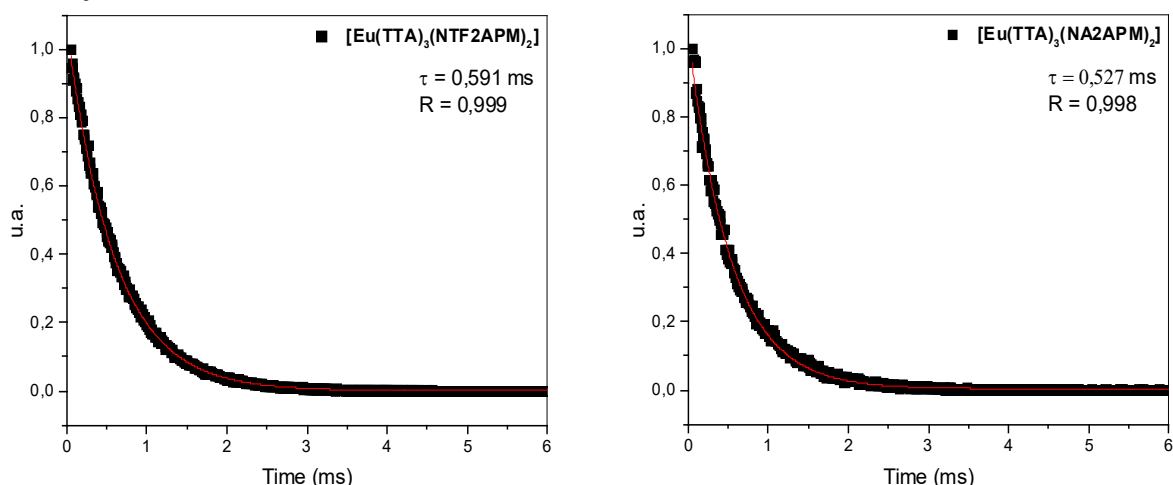 ■ [Eu(TTA)₃(NTF2APM)₂]
τ = 0,591 ms
R = 0,999
1,0
0,8
0,6
0,4
0,2
0,0
u.a.
0 1 2 3 4 5 6
Time (ms)
■ [Eu(TTA)₃(NA2APM)₂]
τ = 0,527 ms
R = 0,998
1,0
0,8
0,6
0,4
0,2
0,0
u.a.
0 1 2 3 4 5 6
Time (ms)